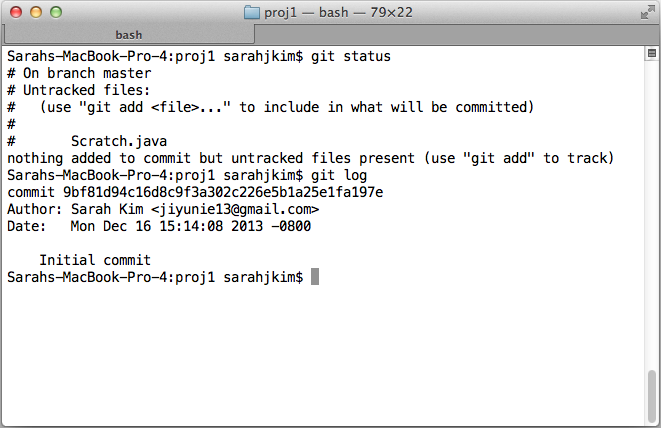 proj1 — bash — 79×22
bash
Sarahs-MacBook-Pro-4:proj1 sarahjkim$ git status
# On branch master
# Untracked files:
#   (use "git add <file>..." to include in what will be committed)
#
#       Scratch.java
nothing added to commit but untracked files present (use "git add" to track)
Sarahs-MacBook-Pro-4:proj1 sarahjkim$ git log
commit 9bf81d94c16d8c9f3a302c226e5b1a25e1fa197e
Author: Sarah Kim <jiyunie13@gmail.com>
Date:   Mon Dec 16 15:14:08 2013 -0800

    Initial commit
Sarahs-MacBook-Pro-4:proj1 sarahjkim$